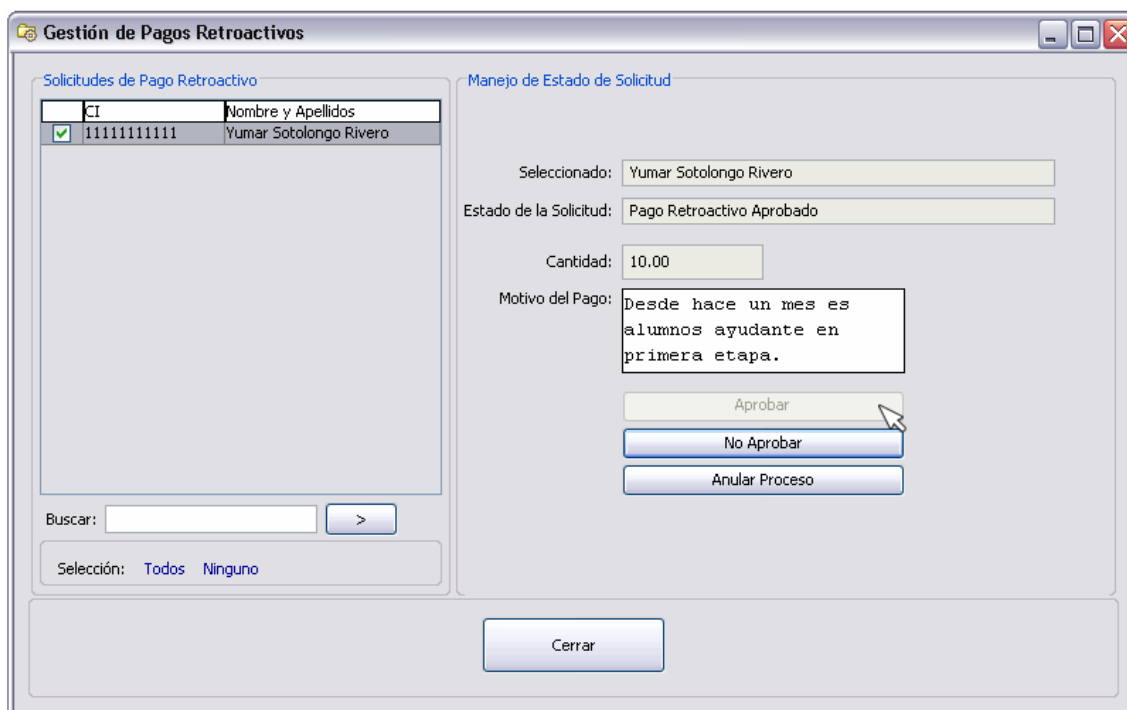 Gestión de Pagos Retroactivos
Solicitudes de Pago Retroactivo
CI Nombre y Apellidos
11111111111 Yumar Sotolongo Rivero
Buscar: >
Selección: Todos Ninguno
Manejo de Estado de Solicitud
Seleccionado: Yumar Sotolongo Rivero
Estado de la Solicitud: Pago Retroactivo Aprobado
Cantidad: 10.00
Motivo del Pago: Desde hace un mes es
alumnos ayudante en
primera etapa.
Aprobar
No Aprobar
Anular Proceso
Cerrar